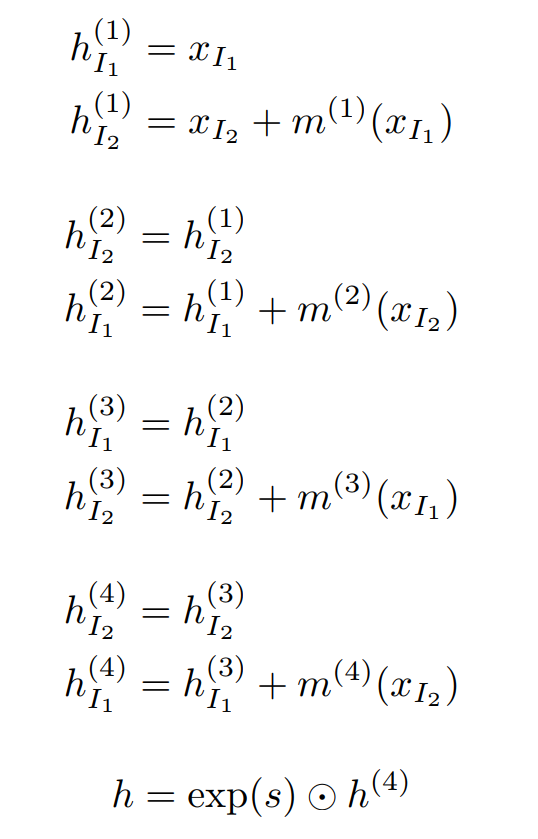 h_{I_1}^{(1)} = x_{I_1}
h_{I_2}^{(1)} = x_{I_2} + m^{(1)}(x_{I_1})
h_{I_2}^{(2)} = h_{I_2}^{(1)}
h_{I_1}^{(2)} = h_{I_1}^{(1)} + m^{(2)}(x_{I_2})
h_{I_1}^{(3)} = h_{I_1}^{(2)}
h_{I_2}^{(3)} = h_{I_2}^{(2)} + m^{(3)}(x_{I_1})
h_{I_2}^{(4)} = h_{I_2}^{(3)}
h_{I_1}^{(4)} = h_{I_1}^{(3)} + m^{(4)}(x_{I_2})
h = exp(s) ⊙ h^{(4)}